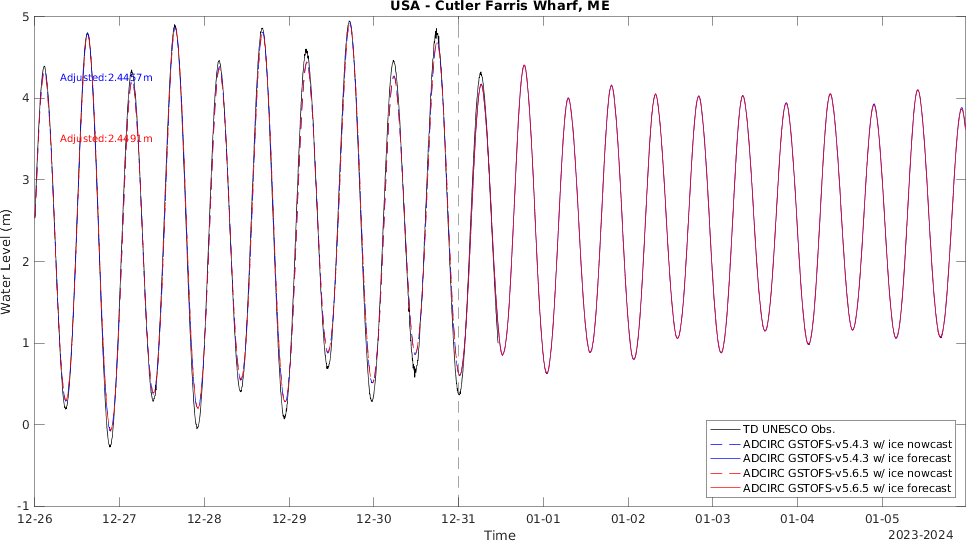 USA - Cutler Farris Wharf, ME
Water Level (m)
5
4
3
2
1
0
-1
Adjusted:2.4457m
Adjusted:2.4491m
TD UNESCO Obs.
ADCIRC GSTOFS-v5.4.3 w/ ice nowcast
ADCIRC GSTOFS-v5.4.3 w/ ice forecast
ADCIRC GSTOFS-v5.6.5 w/ ice nowcast
ADCIRC GSTOFS-v5.6.5 w/ ice forecast
12-26 12-27 12-28 12-29 12-30 12-31 01-01 01-02 01-03 01-04 01-05
Time
2023-2024